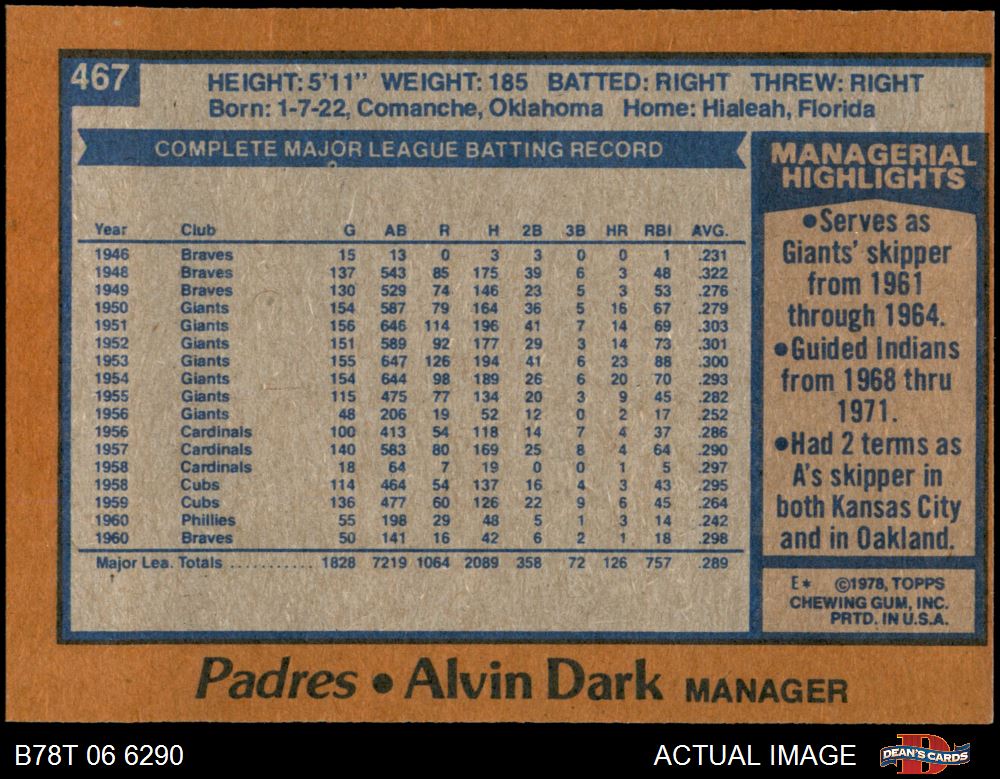 467
HEIGHT: 5'11" WEIGHT: 185 BATTED: RIGHT THREW: RIGHT
Born: 1-7-22, Comanche, Oklahoma Home: Hialeah, Florida
COMPLETE MAJOR LEAGUE BATTING RECORD
Year Club G AB R H 2B 3B HR RBI AVG.
1946 Braves 15 13 0 3 3 0 0 1 .231
1948 Braves 137 543 85 175 39 6 3 48 .322
1949 Braves 130 529 74 146 23 5 3 53 .276
1950 Giants 154 587 79 164 36 5 16 67 .279
1951 Giants 156 646 114 196 41 7 14 69 .303
1952 Giants 151 589 92 177 29 3 14 73 .301
1953 Giants 155 647 126 194 41 6 23 88 .300
1954 Giants 154 644 98 189 26 6 20 70 .293
1955 Giants 115 475 77 134 20 3 9 45 .282
1956 Giants 48 206 19 52 12 0 2 17 .252
1956 Cardinals 100 413 54 118 14 7 4 37 .286
1957 Cardinals 140 583 80 169 25 8 4 64 .290
1958 Cardinals 18 64 7 19 0 0 1 5 .297
1958 Cubs 114 464 54 137 16 4 3 43 .295
1959 Cubs 136 477 60 126 22 9 6 45 .264
1960 Phillies 55 198 29 48 5 1 3 14 .242
1960 Braves 50 141 16 42 6 2 1 18 .298
Major Lea. Totals ........... 1828 7219 1064 2089 358 72 126 757 .289
MANAGERIAL
HIGHLIGHTS
●Serves as
Giants' skipper
from 1961
through 1964.
●Guided Indians
from 1968 thru
1971.
●Had 2 terms as
A's skipper in
both Kansas City
and in Oakland.
E* ©1978, TOPPS
CHEWING GUM, INC.
PRTD. IN U.S.A.
Padres ● Alvin Dark MANAGER
B78T 06 6290
ACTUAL IMAGE
DEAN'S CARDS